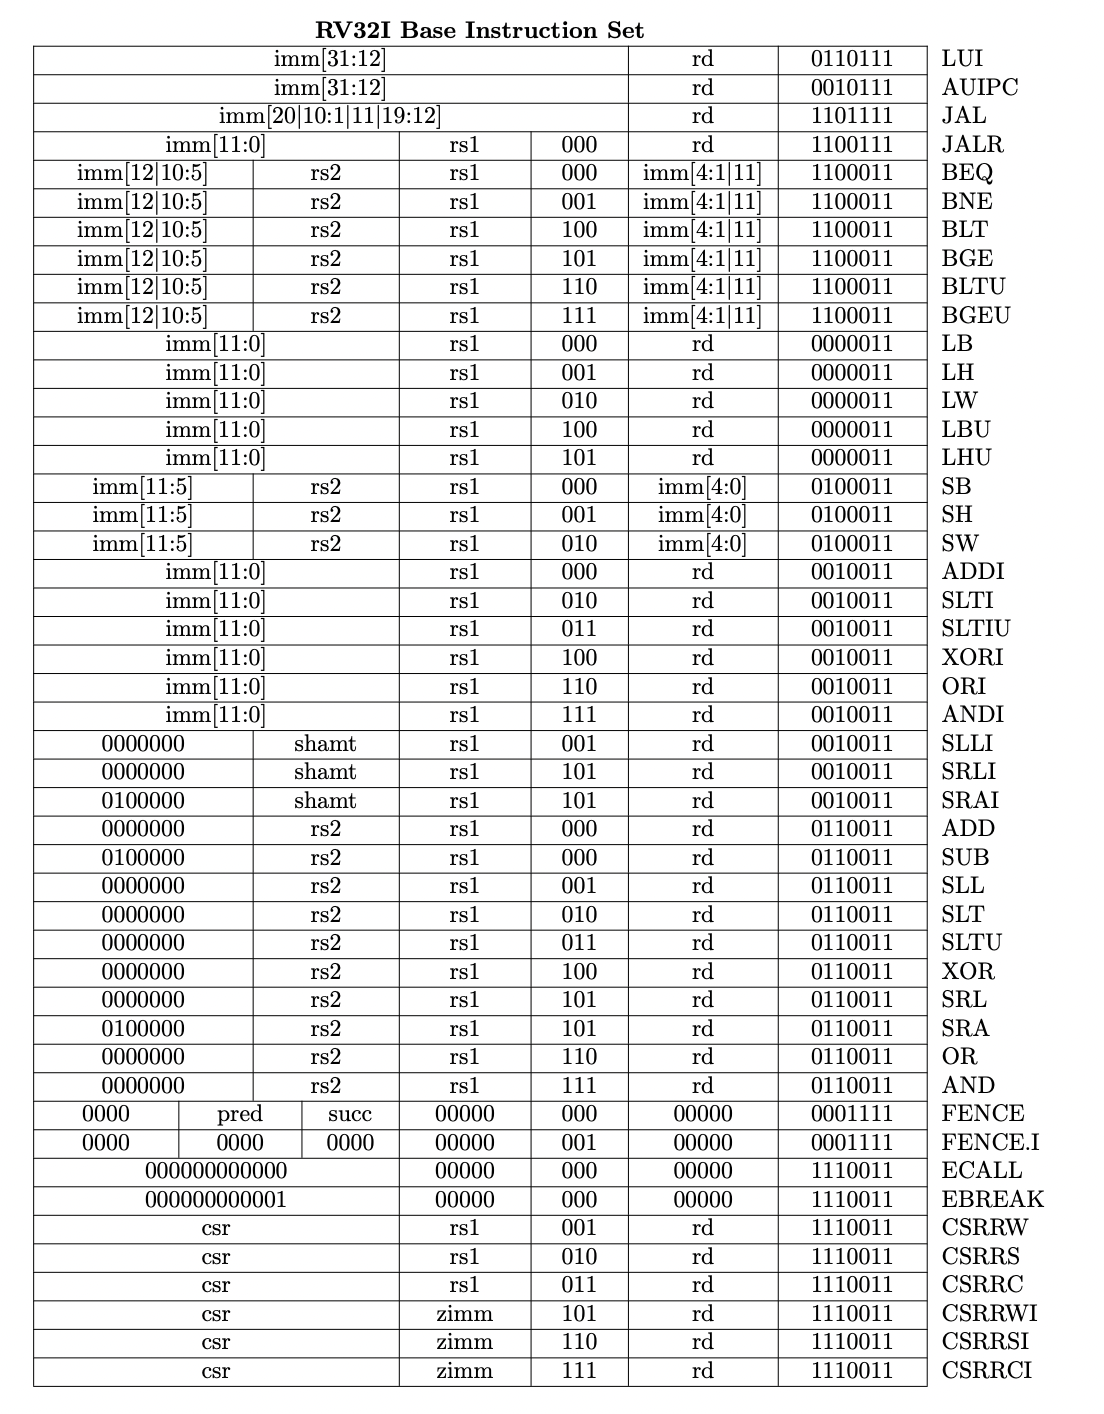 RV32I Base Instruction Set
imm[31:12] rd 0110111 LUI
imm[31:12] rd 0010111 AUIPC
imm[20|10:1|11|19:12] rd 1101111 JAL
imm[11:0] rs1 000 rd 1100111 JALR
imm[12|10:5] rs2 rs1 000 imm[4:1|11] 1100011 BEQ
imm[12|10:5] rs2 rs1 001 imm[4:1|11] 1100011 BNE
imm[12|10:5] rs2 rs1 100 imm[4:1|11] 1100011 BLT
imm[12|10:5] rs2 rs1 101 imm[4:1|11] 1100011 BGE
imm[12|10:5] rs2 rs1 110 imm[4:1|11] 1100011 BLTU
imm[12|10:5] rs2 rs1 111 imm[4:1|11] 1100011 BGEU
imm[11:0] rs1 000 rd 0000011 LB
imm[11:0] rs1 001 rd 0000011 LH
imm[11:0] rs1 010 rd 0000011 LW
imm[11:0] rs1 100 rd 0000011 LBU
imm[11:0] rs1 101 rd 0000011 LHU
imm[11:5] rs2 rs1 000 imm[4:0] 0100011 SB
imm[11:5] rs2 rs1 001 imm[4:0] 0100011 SH
imm[11:5] rs2 rs1 010 imm[4:0] 0100011 SW
imm[11:0] rs1 000 rd 0010011 ADDI
imm[11:0] rs1 010 rd 0010011 SLTI
imm[11:0] rs1 011 rd 0010011 SLTIU
imm[11:0] rs1 100 rd 0010011 XORI
imm[11:0] rs1 110 rd 0010011 ORI
imm[11:0] rs1 111 rd 0010011 ANDI
0000000 shamt rs1 001 rd 0010011 SLLI
0000000 shamt rs1 101 rd 0010011 SRLI
0100000 shamt rs1 101 rd 0010011 SRAI
0000000 rs2 rs1 000 rd 0110011 ADD
0100000 rs2 rs1 000 rd 0110011 SUB
0000000 rs2 rs1 001 rd 0110011 SLL
0000000 rs2 rs1 010 rd 0110011 SLT
0000000 rs2 rs1 011 rd 0110011 SLTU
0000000 rs2 rs1 100 rd 0110011 XOR
0000000 rs2 rs1 101 rd 0110011 SRL
0100000 rs2 rs1 101 rd 0110011 SRA
0000000 rs2 rs1 110 rd 0110011 OR
0000000 rs2 rs1 111 rd 0110011 AND
0000 pred succ 00000 000 00000 0001111 FENCE
0000 0000 0000 00000 001 00000 0001111 FENCE.I
000000000000 00000 000 00000 1110011 ECALL
000000000001 00000 000 00000 1110011 EBREAK
csr rs1 001 rd 1110011 CSRRW
csr rs1 010 rd 1110011 CSRRS
csr rs1 011 rd 1110011 CSRRC
csr zimm 101 rd 1110011 CSRRWI
csr zimm 110 rd 1110011 CSRRSI
csr zimm 111 rd 1110011 CSRRCI